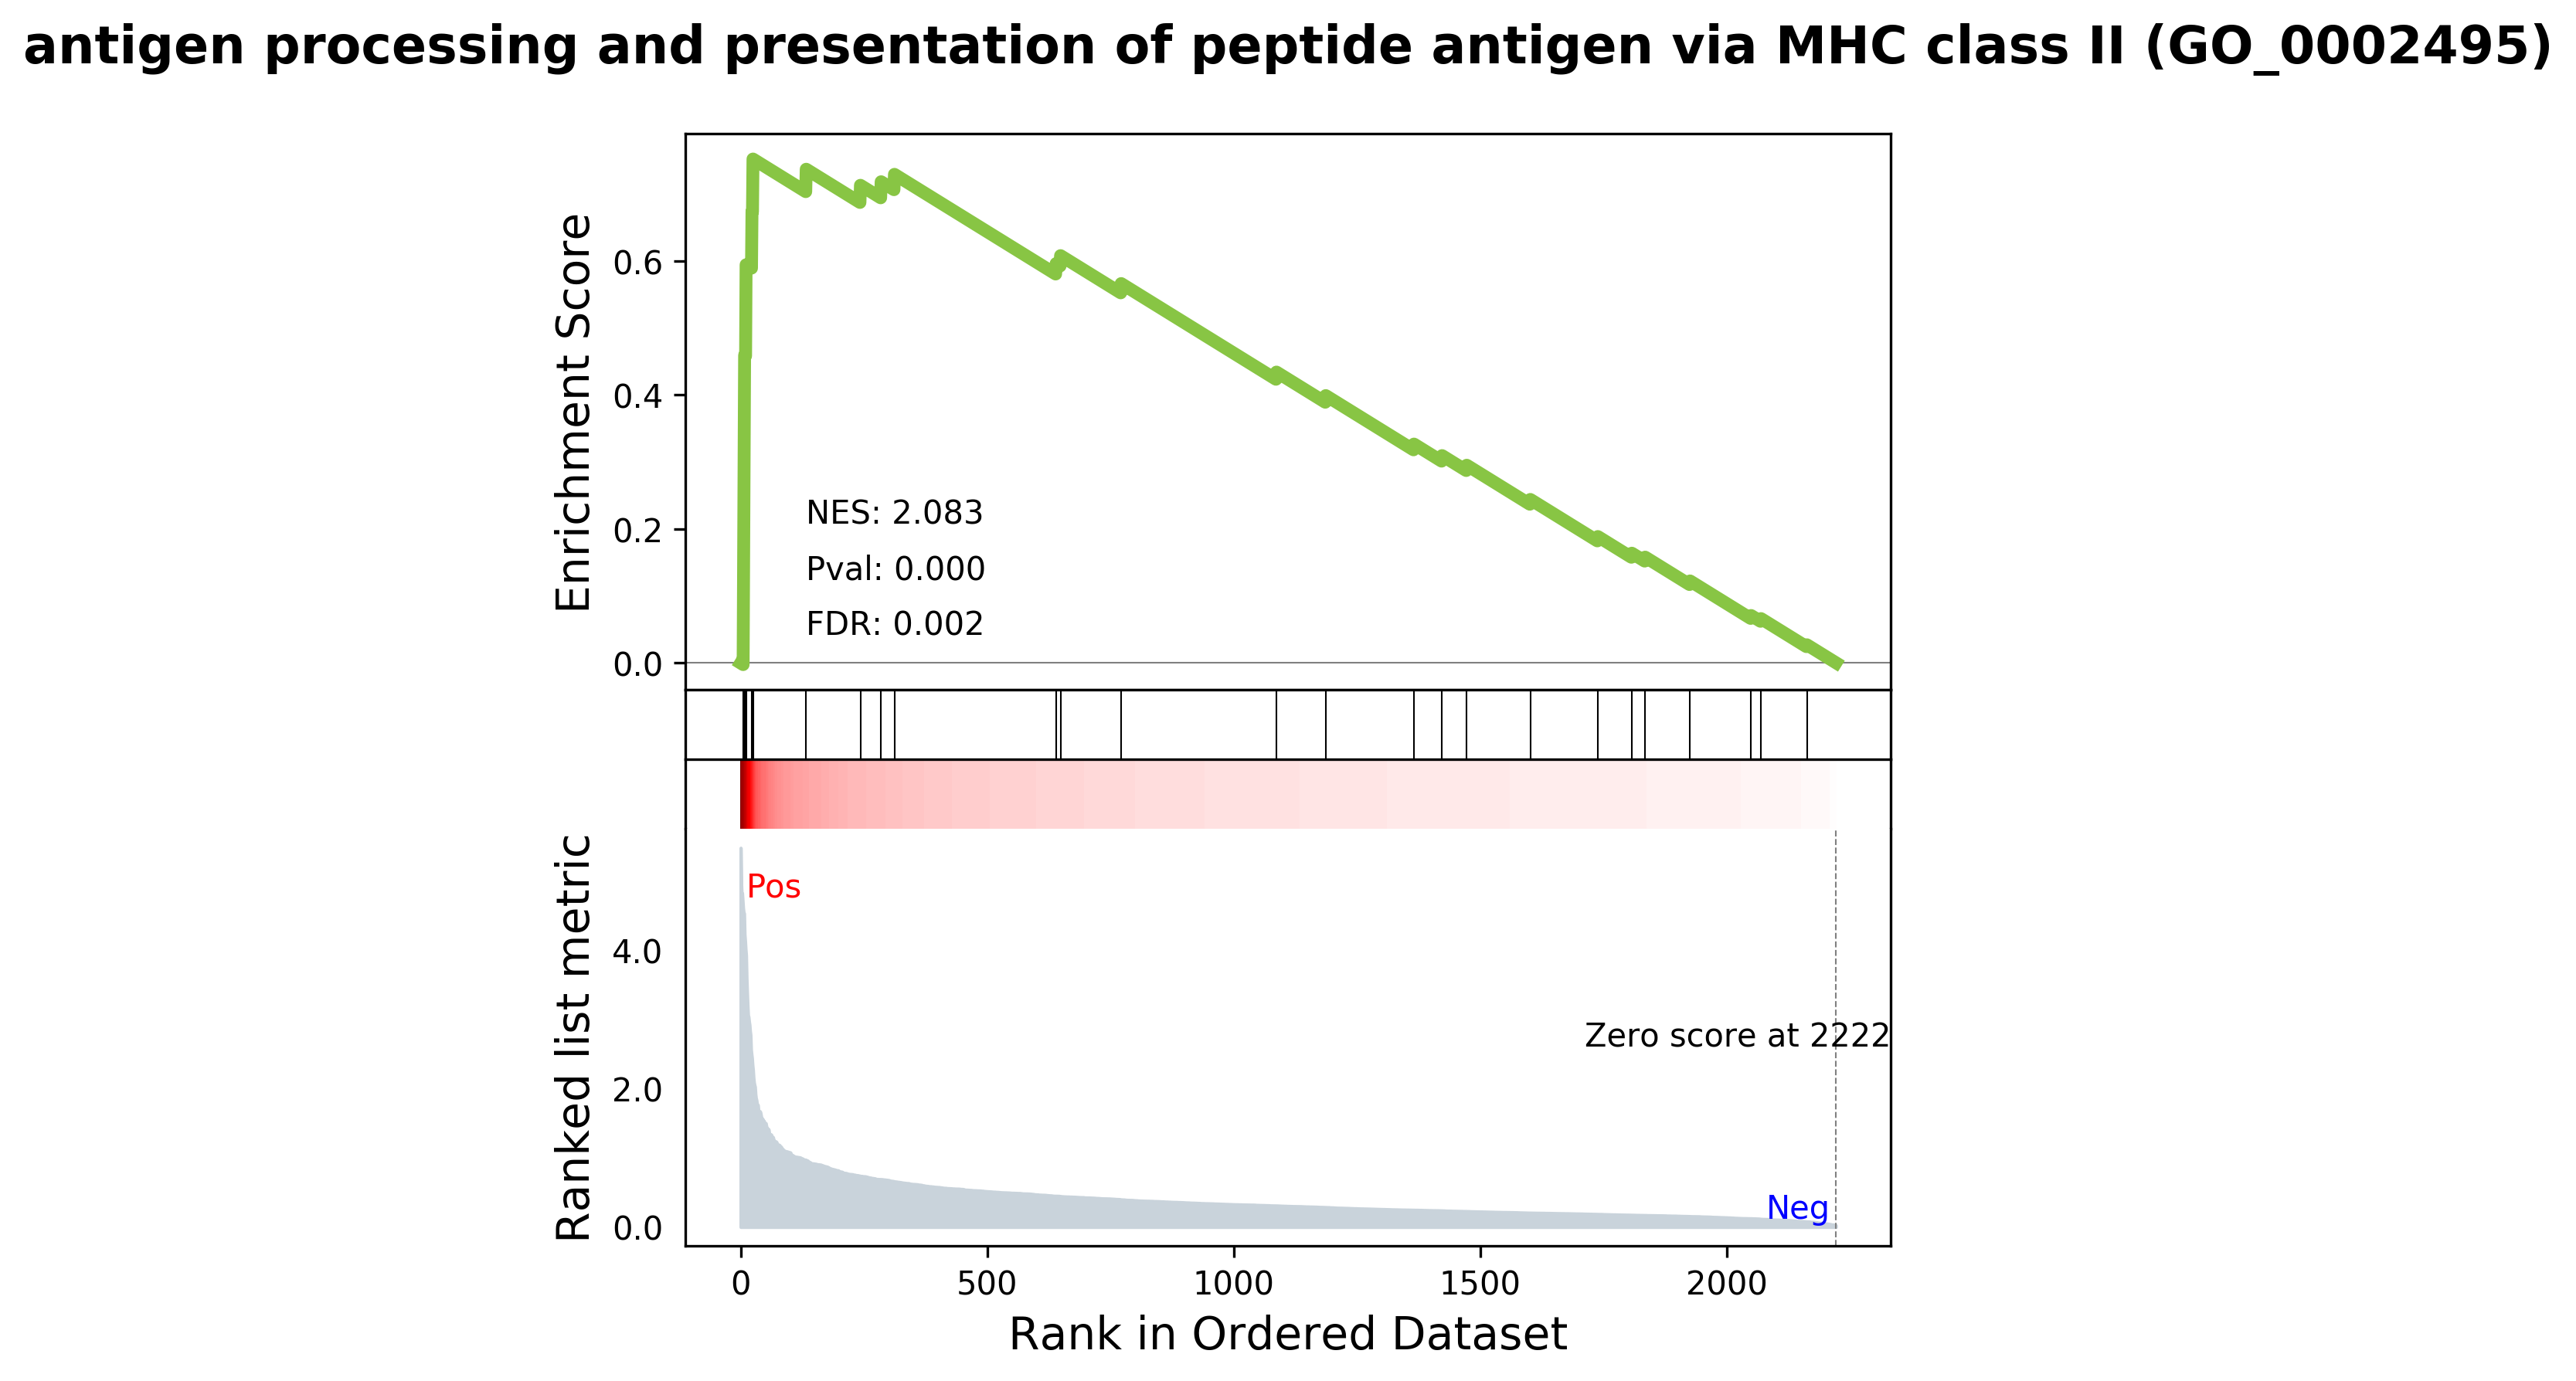 antigen processing and presentation of peptide antigen via MHC class II (GO_0002495)
Enrichment Score
0.6
0.4
0.2
0.0
NES: 2.083
Pval: 0.000
FDR: 0.002
Ranked list metric
4.0
2.0
0.0
Pos
Zero score at 2222
Neg
0 500 1000 1500 2000
Rank in Ordered Dataset